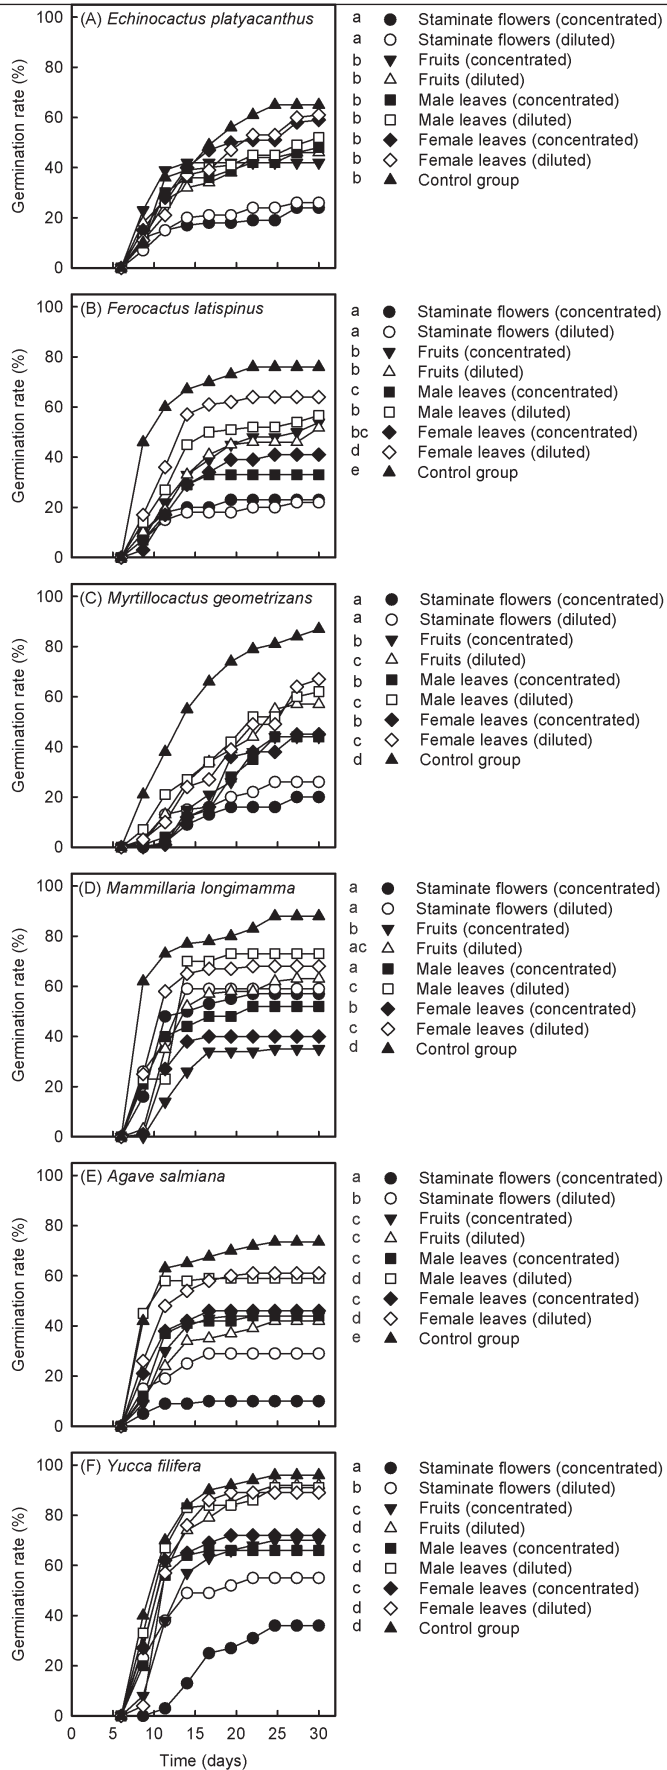 (A) Echinocactus platyacanthus
Germination rate (%)
100
80
60
40
20
0
a Staminate flowers (concentrated)
a Staminate flowers (diluted)
b Fruits (concentrated)
b Fruits (diluted)
b Male leaves (concentrated)
b Male leaves (diluted)
b Female leaves (concentrated)
b Female leaves (diluted)
b Control group
(B) Ferocactus latispinus
Germination rate (%)
100
80
60
40
20
0
a Staminate flowers (concentrated)
a Staminate flowers (diluted)
b Fruits (concentrated)
b Fruits (diluted)
c Male leaves (concentrated)
b Male leaves (diluted)
bc Female leaves (concentrated)
d Female leaves (diluted)
e Control group
(C) Myrtillocactus geometrizans
Germination rate (%)
100
80
60
40
20
0
a Staminate flowers (concentrated)
a Staminate flowers (diluted)
b Fruits (concentrated)
c Fruits (diluted)
b Male leaves (concentrated)
c Male leaves (diluted)
b Female leaves (concentrated)
c Female leaves (diluted)
d Control group
(D) Mammillaria longimamma
Germination rate (%)
100
80
60
40
20
0
a Staminate flowers (concentrated)
a Staminate flowers (diluted)
b Fruits (concentrated)
ac Fruits (diluted)
a Male leaves (concentrated)
c Male leaves (diluted)
b Female leaves (concentrated)
c Female leaves (diluted)
d Control group
(E) Agave salmiana
Germination rate (%)
100
80
60
40
20
0
a Staminate flowers (concentrated)
b Staminate flowers (diluted)
c Fruits (concentrated)
c Fruits (diluted)
c Male leaves (concentrated)
d Male leaves (diluted)
c Female leaves (concentrated)
d Female leaves (diluted)
e Control group
(F) Yucca filifera
Germination rate (%)
100
80
60
40
20
0
a Staminate flowers (concentrated)
b Staminate flowers (diluted)
c Fruits (concentrated)
d Fruits (diluted)
c Male leaves (concentrated)
d Male leaves (diluted)
c Female leaves (concentrated)
d Female leaves (diluted)
d Control group
0 5 10 15 20 25 30
Time (days)